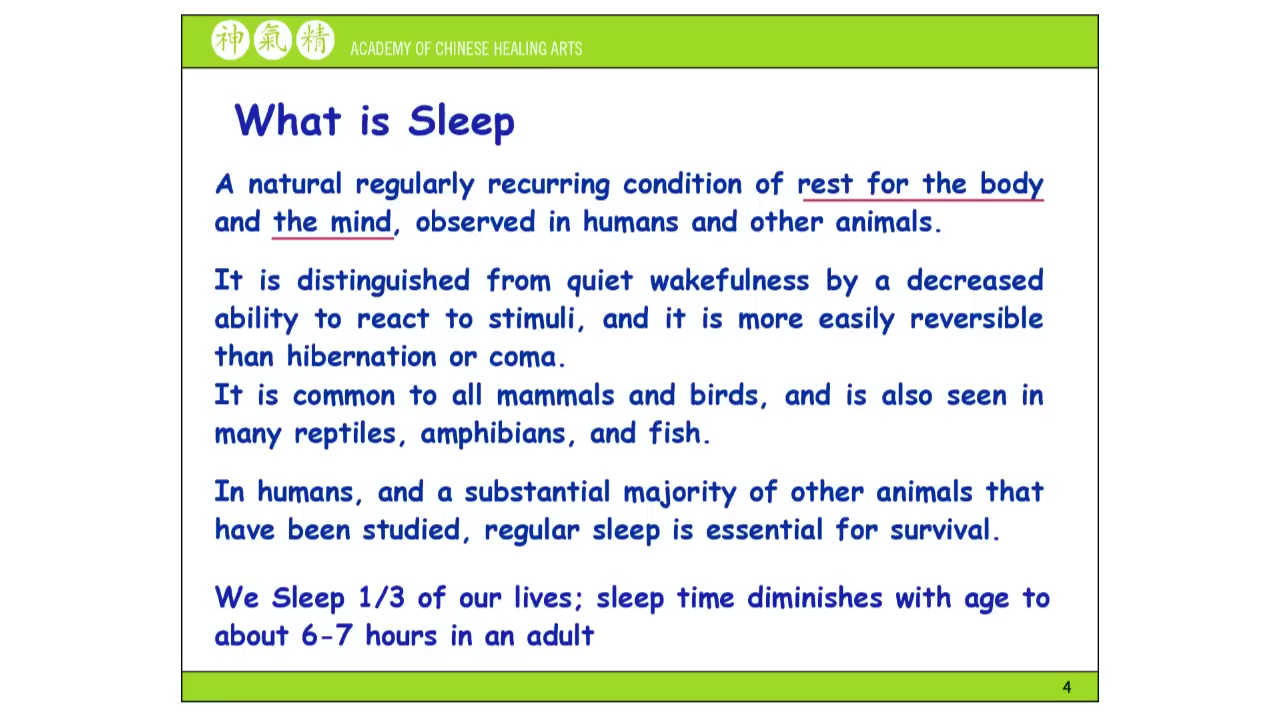 神 氣 精 ACADEMY OF CHINESE HEALING ARTS
What is Sleep
A natural regularly recurring condition of rest for the body
and the mind, observed in humans and other animals.
It is distinguished from quiet wakefulness by a decreased
ability to react to stimuli, and it is more easily reversible
than hibernation or coma.
It is common to all mammals and birds, and is also seen in
many reptiles, amphibians, and fish.
In humans, and a substantial majority of other animals that
have been studied, regular sleep is essential for survival.
We Sleep 1/3 of our lives; sleep time diminishes with age to
about 6-7 hours in an adult
4